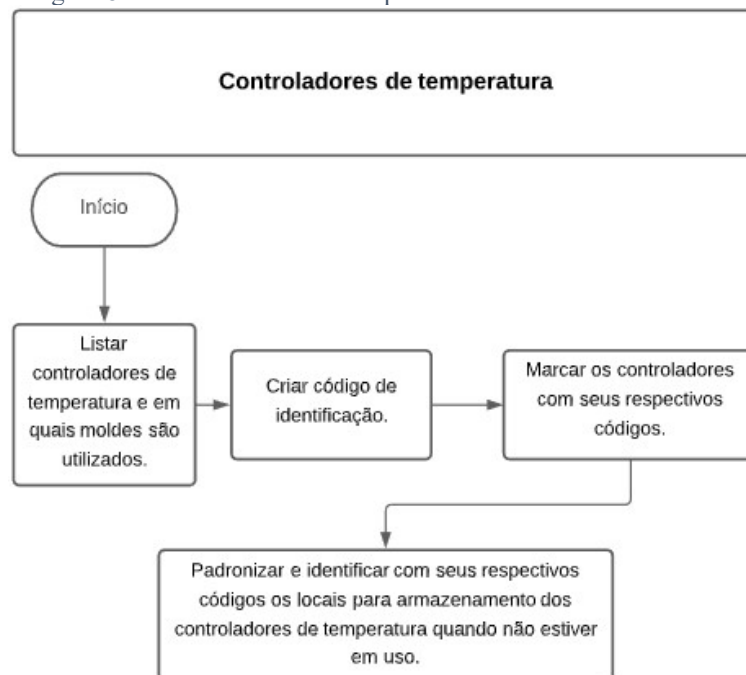 Controladores de temperatura
Início
Listar
controladores de
temperatura e em
quais moldes são
utilizados.
Criar código de
identificação.
Marcar os controladores
com seus respectivos
códigos.
Padronizar e identificar com seus respectivos
códigos os locais para armazenamento dos
controladores de temperatura quando não estiver
em uso.